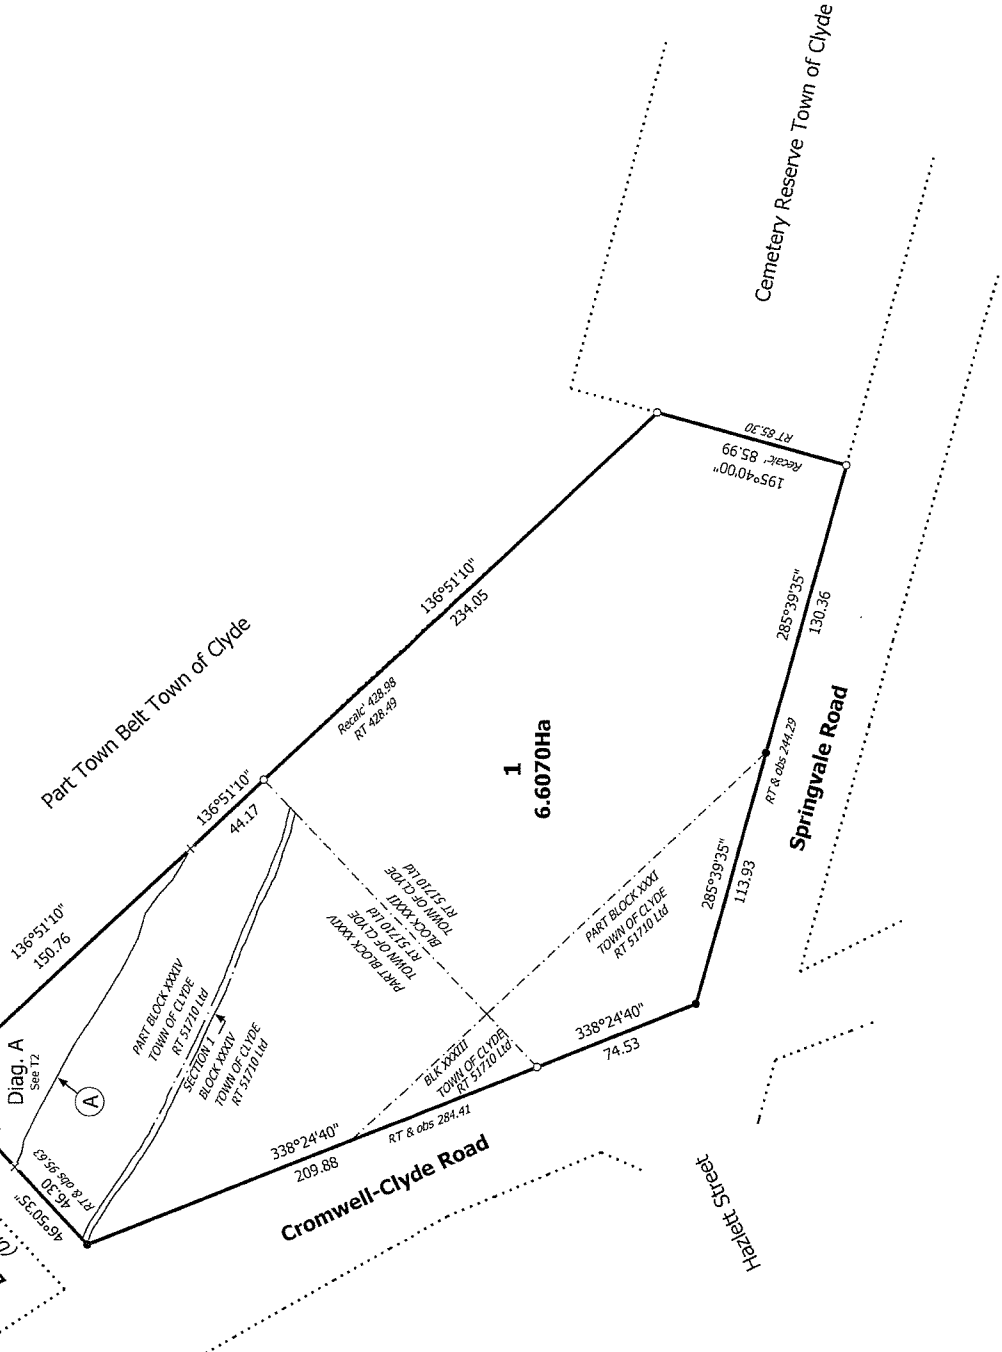 Cemetery Reserve Town of Clyde
RT 85.30
Recalc' 85.99
195°40'00"
136°51'10"
234.05
285°39'35"
130.36
Part Town Belt Town of Clyde
Recalc' 428.98
RT 428.49
RT & obs 244.29
Springvale Road
1
6.6070Ha
136°51'10"
44.17
285°39'35"
113.93
BLOCK XXXII
TOWN OF CLYDE
RT 51710 Ltd
PART BLOCK XXXIV
TOWN OF CLYDE
RT 51710 Ltd
PART BLOCK XXXI
TOWN OF CLYDE
RT 51710 Ltd
136°51'10"
150.76
PART BLOCK XXXIV
TOWN OF CLYDE
RT 51710 Ltd
SECTION 1
BLOCK XXXIV
TOWN OF CLYDE
RT 51710 Ltd
338°24'40"
74.53
BLK XXXIII
TOWN OF CLYDE
RT 51710 Ltd
Diag. A
See T2
A
338°24'40"
209.88
RT & obs 284.41
Cromwell-Clyde Road
RT & obs 95.63
46.30
46°50'35"
Hazlett Street